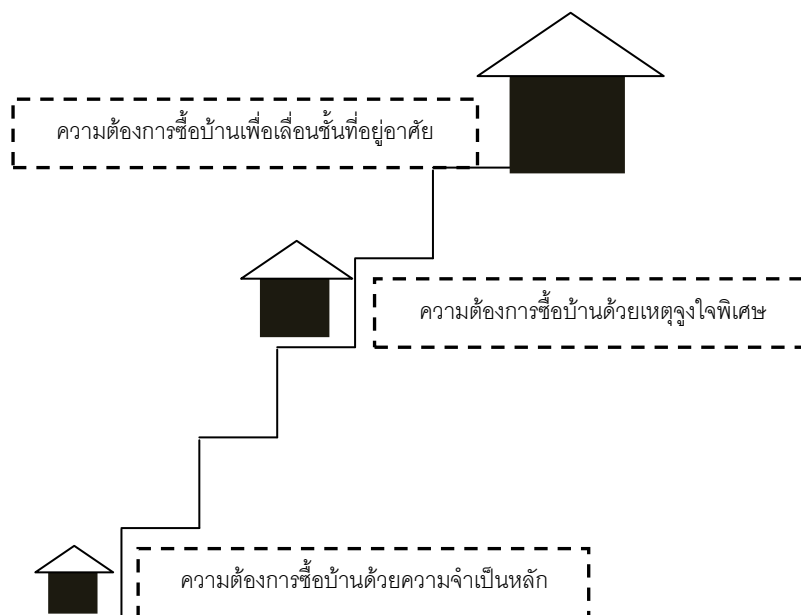 ความต้องการซื้อบ้านเพื่อเลื่อนชั้นที่อยู่อาศัย
ความต้องการซื้อบ้านด้วยเหตุจูงใจพิเศษ
ความต้องการซื้อบ้านด้วยความจำเป็นหลัก